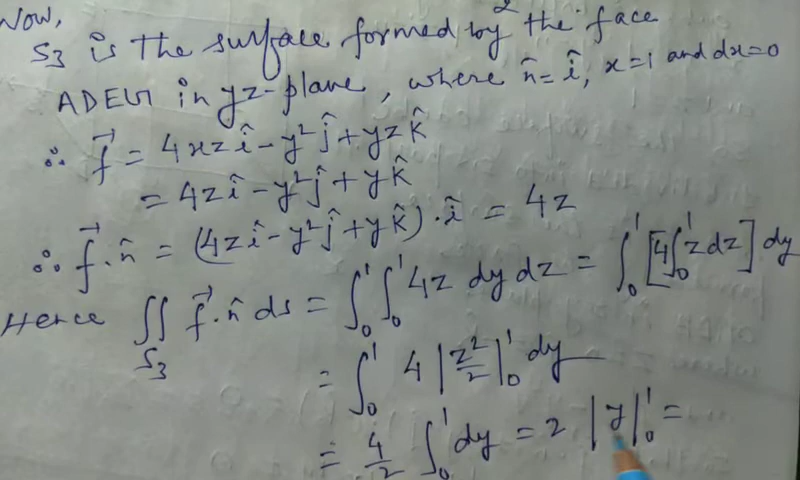 Now,
S₃ is the surface formed by the face
ADEG in yz-plane, where n̂ = î, x=1 and dx=0
∴ f⃗ = 4xz î - y² ĵ + yz k̂
= 4z î - y² ĵ + y k̂
∴ f⃗ . n̂ = (4z î - y² ĵ + y k̂) . î = 4z
Hence ∬_S₃ f⃗ . n̂ ds = ∫₀¹ ∫₀¹ 4z dy dz = ∫₀¹ [4∫₀¹ z dz] dy
= ∫₀¹ 4 |z²/2|₀¹ dy
= 4/2 ∫₀¹ dy = 2 |y|₀¹ =